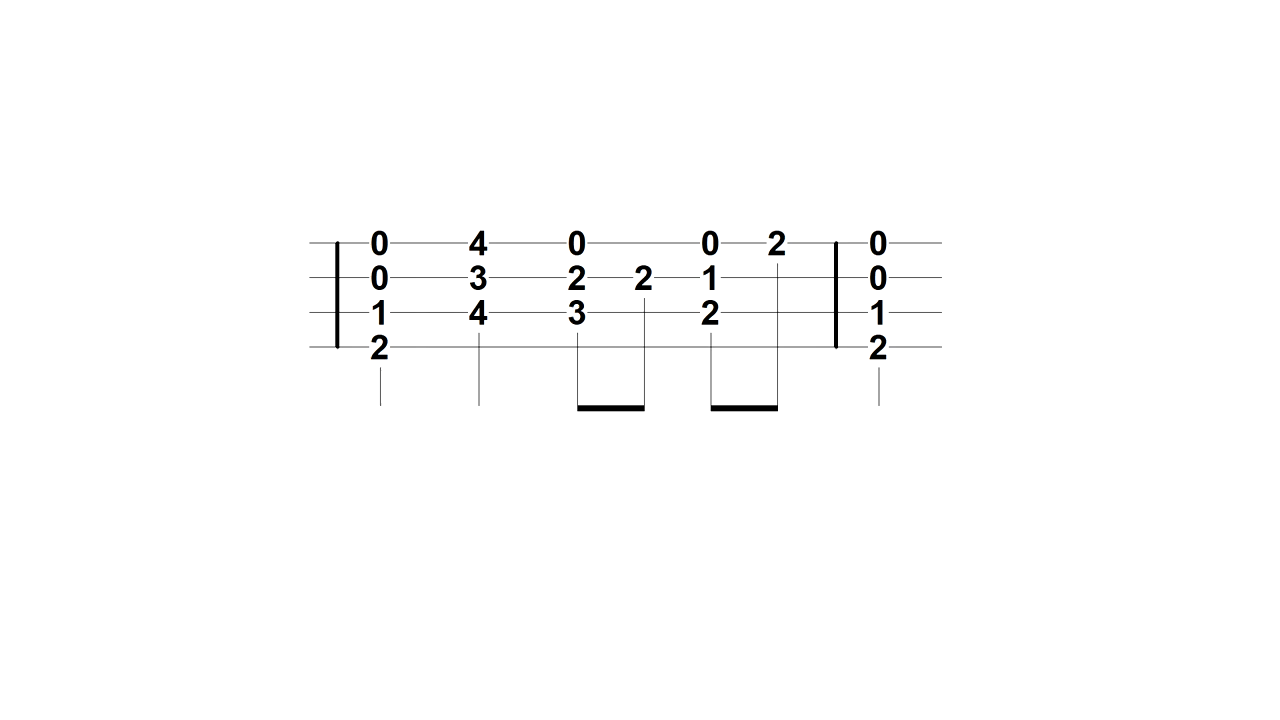 0 4 0 0 2 0
0 3 2 2 1 0
1 4 3 2 1
2 2